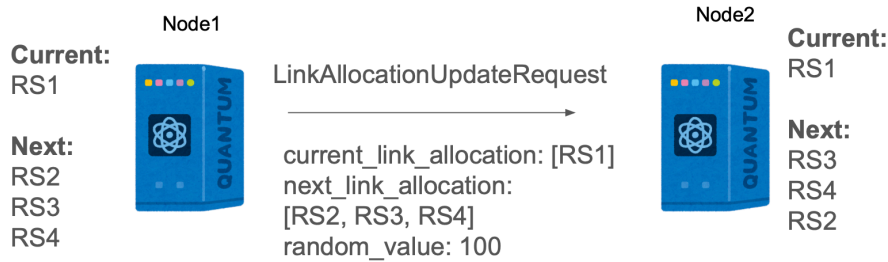 Node1
Current:
RS1
Next:
RS2
RS3
RS4
QUANTUM
LinkAllocationUpdateRequest
current_link_allocation: [RS1]
next_link_allocation:
[RS2, RS3, RS4]
random_value: 100
Node2
QUANTUM
Current:
RS1
Next:
RS3
RS4
RS2